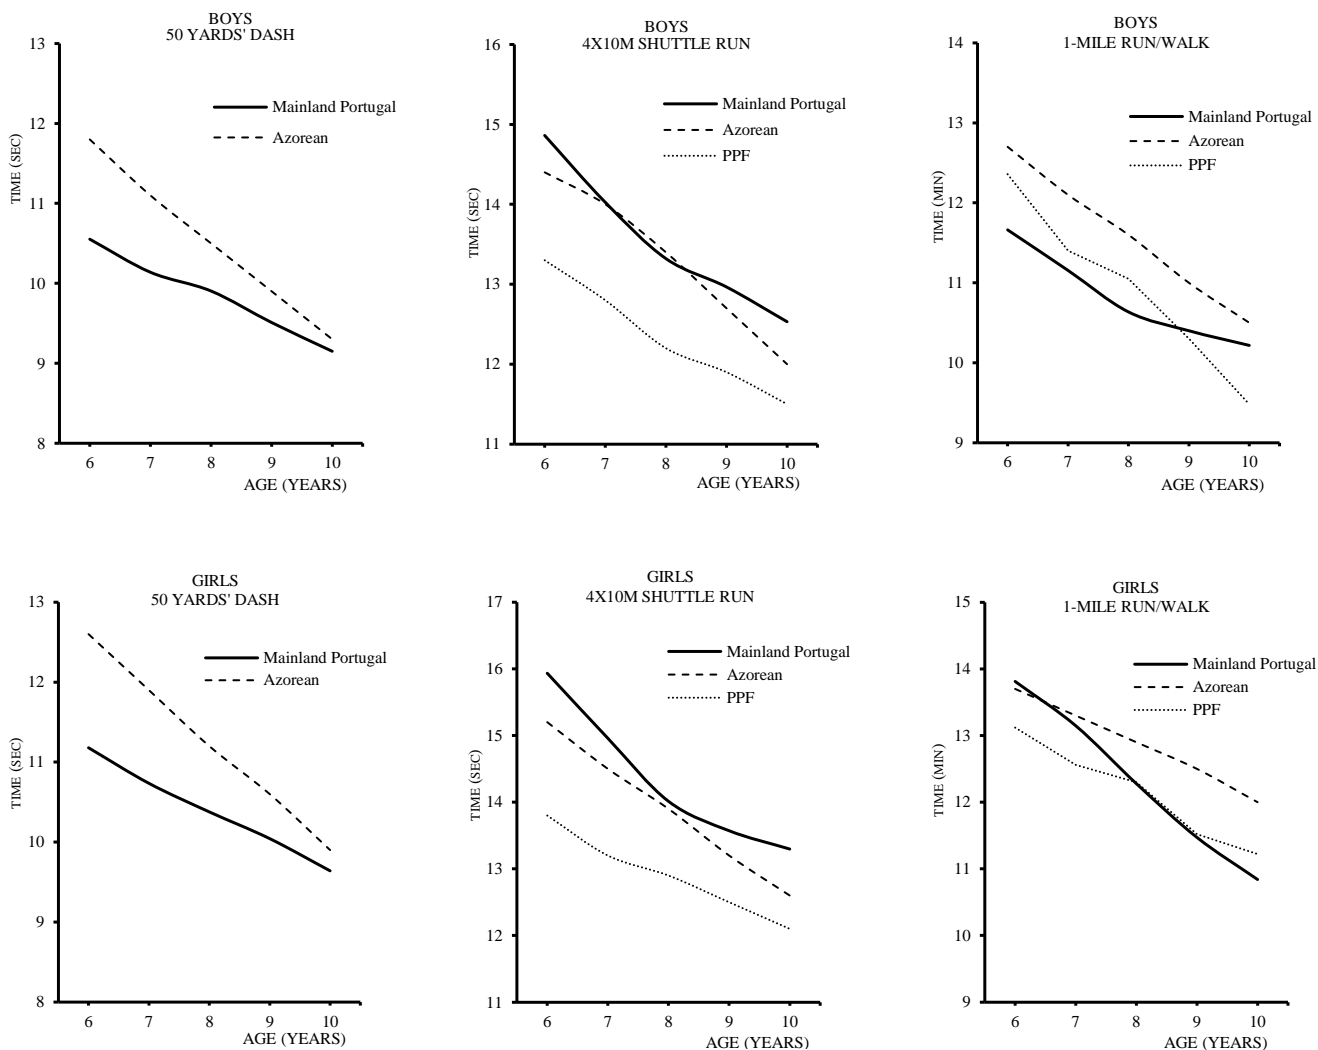 BOYS
50 YARDS' DASH
13
12
11
10
9
8
TIME (SEC)
Mainland Portugal
Azorean
6 7 8 9 10
AGE (YEARS)
BOYS
4X10M SHUTTLE RUN
16
15
14
13
12
11
TIME (SEC)
Mainland Portugal
Azorean
PPF
6 7 8 9 10
AGE (YEARS)
BOYS
1-MILE RUN/WALK
14
13
12
11
10
9
TIME (MIN)
Mainland Portugal
Azorean
PPF
6 7 8 9 10
AGE (YEARS)
GIRLS
50 YARDS' DASH
13
12
11
10
9
8
TIME (SEC)
Mainland Portugal
Azorean
6 7 8 9 10
AGE (YEARS)
GIRLS
4X10M SHUTTLE RUN
17
16
15
14
13
12
11
TIME (SEC)
Mainland Portugal
Azorean
PPF
6 7 8 9 10
AGE (YEARS)
GIRLS
1-MILE RUN/WALK
15
14
13
12
11
10
9
TIME (MIN)
Mainland Portugal
Azorean
PPF
6 7 8 9 10
AGE (YEARS)